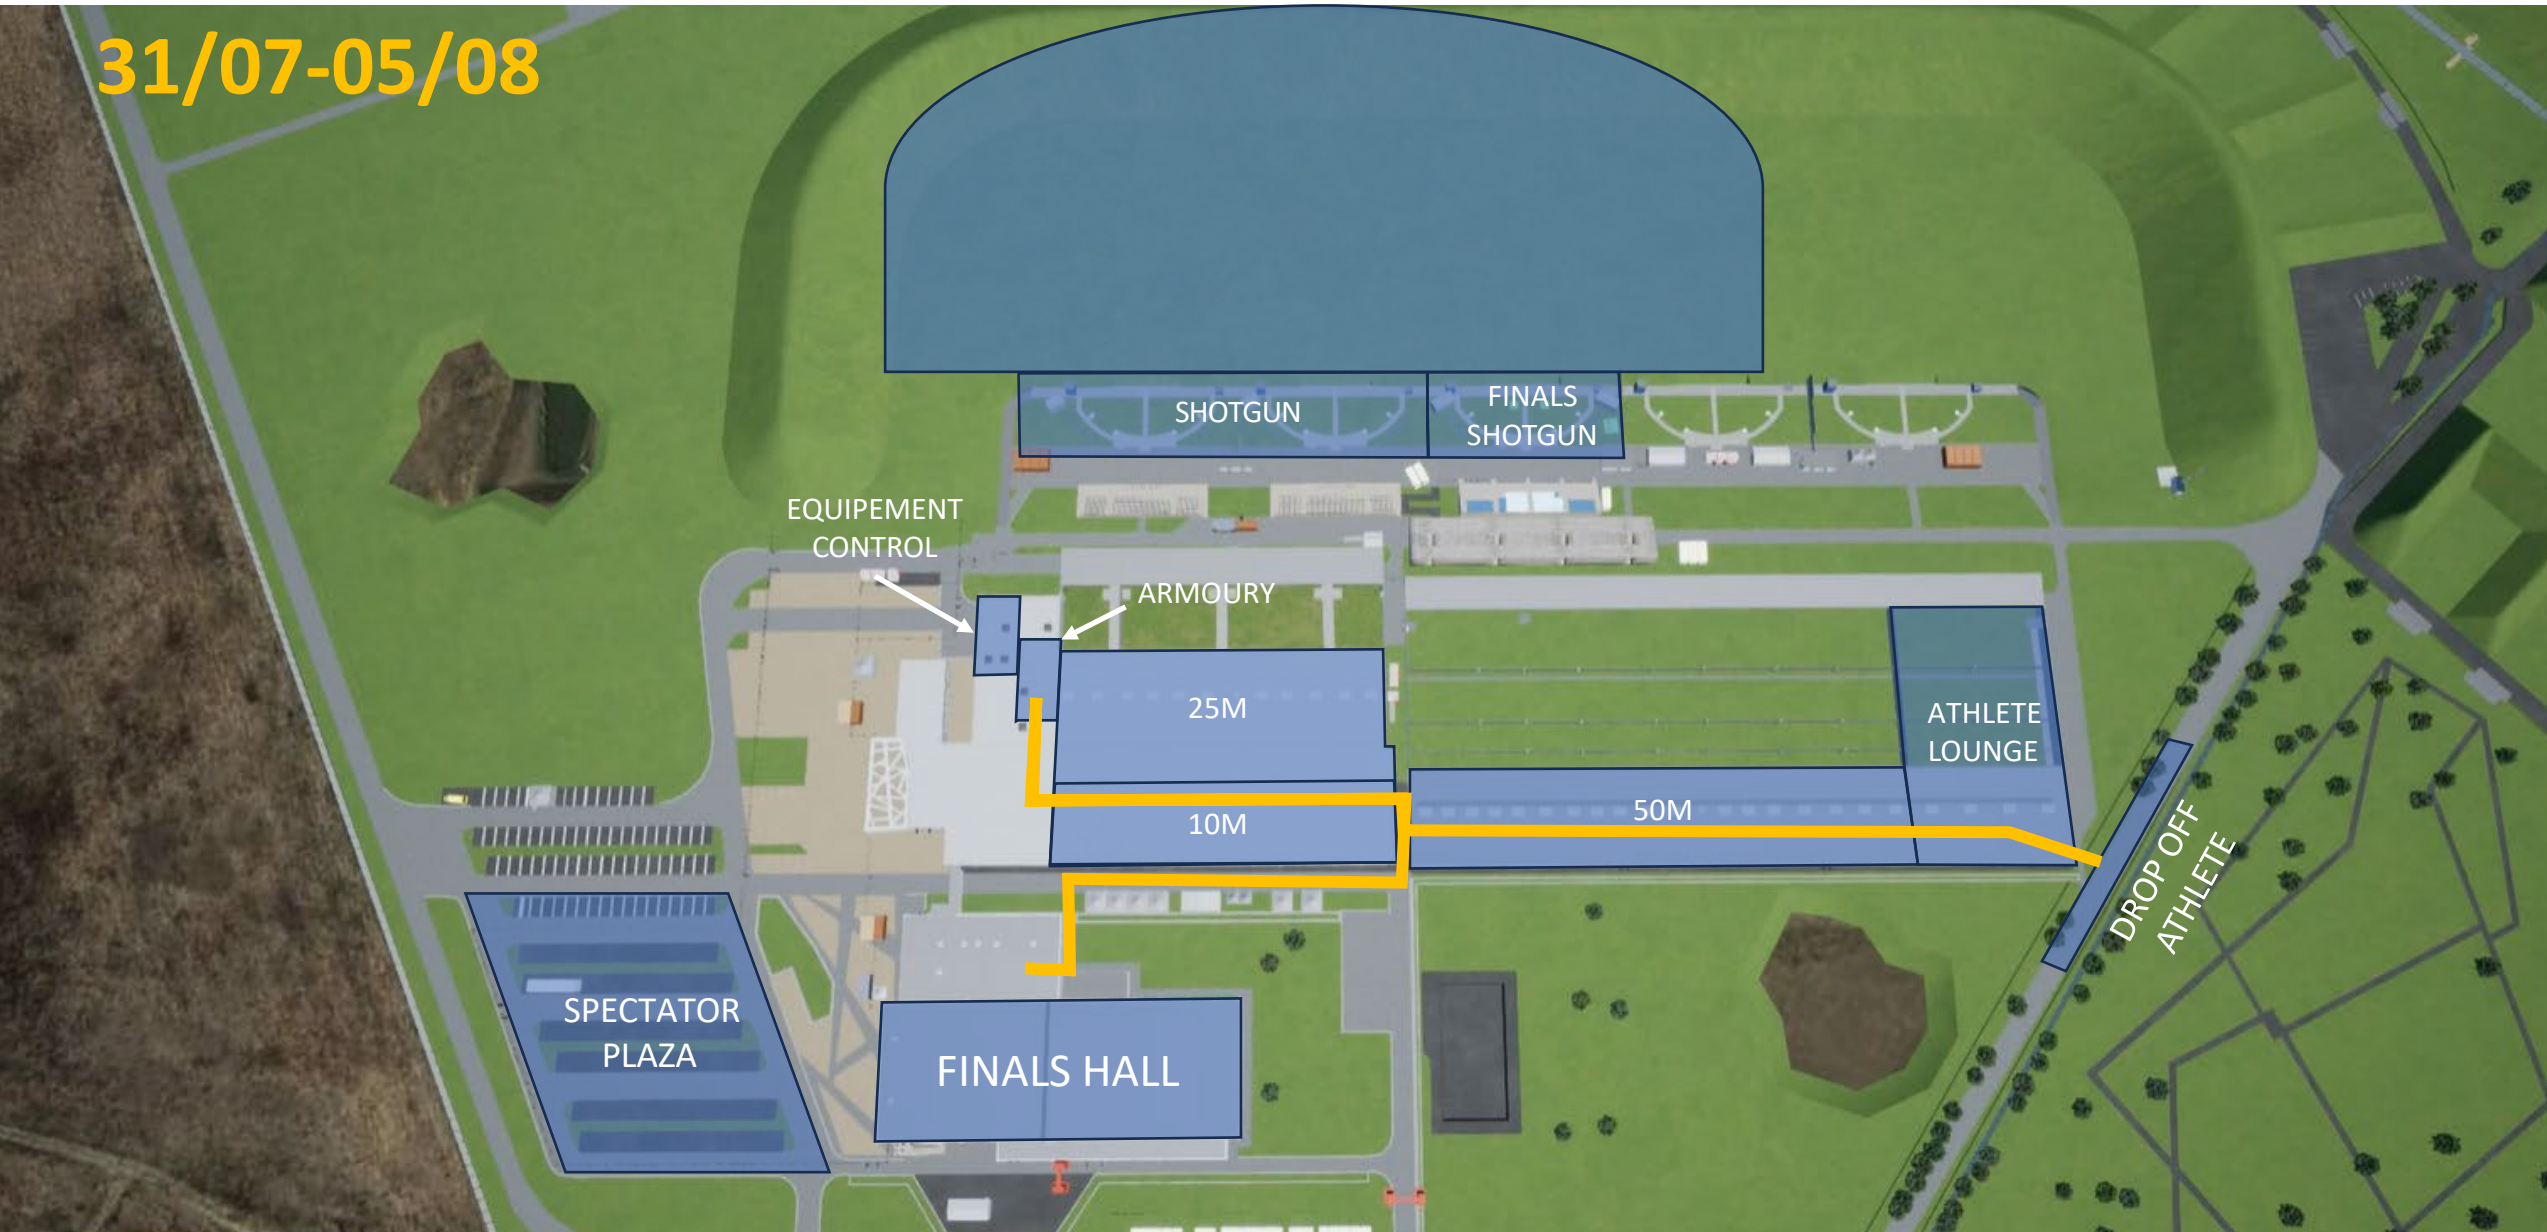 31/07-05/08
SHOTGUN
FINALS
SHOTGUN
EQUIPEMENT
CONTROL
ARMOURY
25M
ATHLETE
LOUNGE
10M
50M
DROP OFF
ATHLETE
SPECTATOR
PLAZA
FINALS HALL